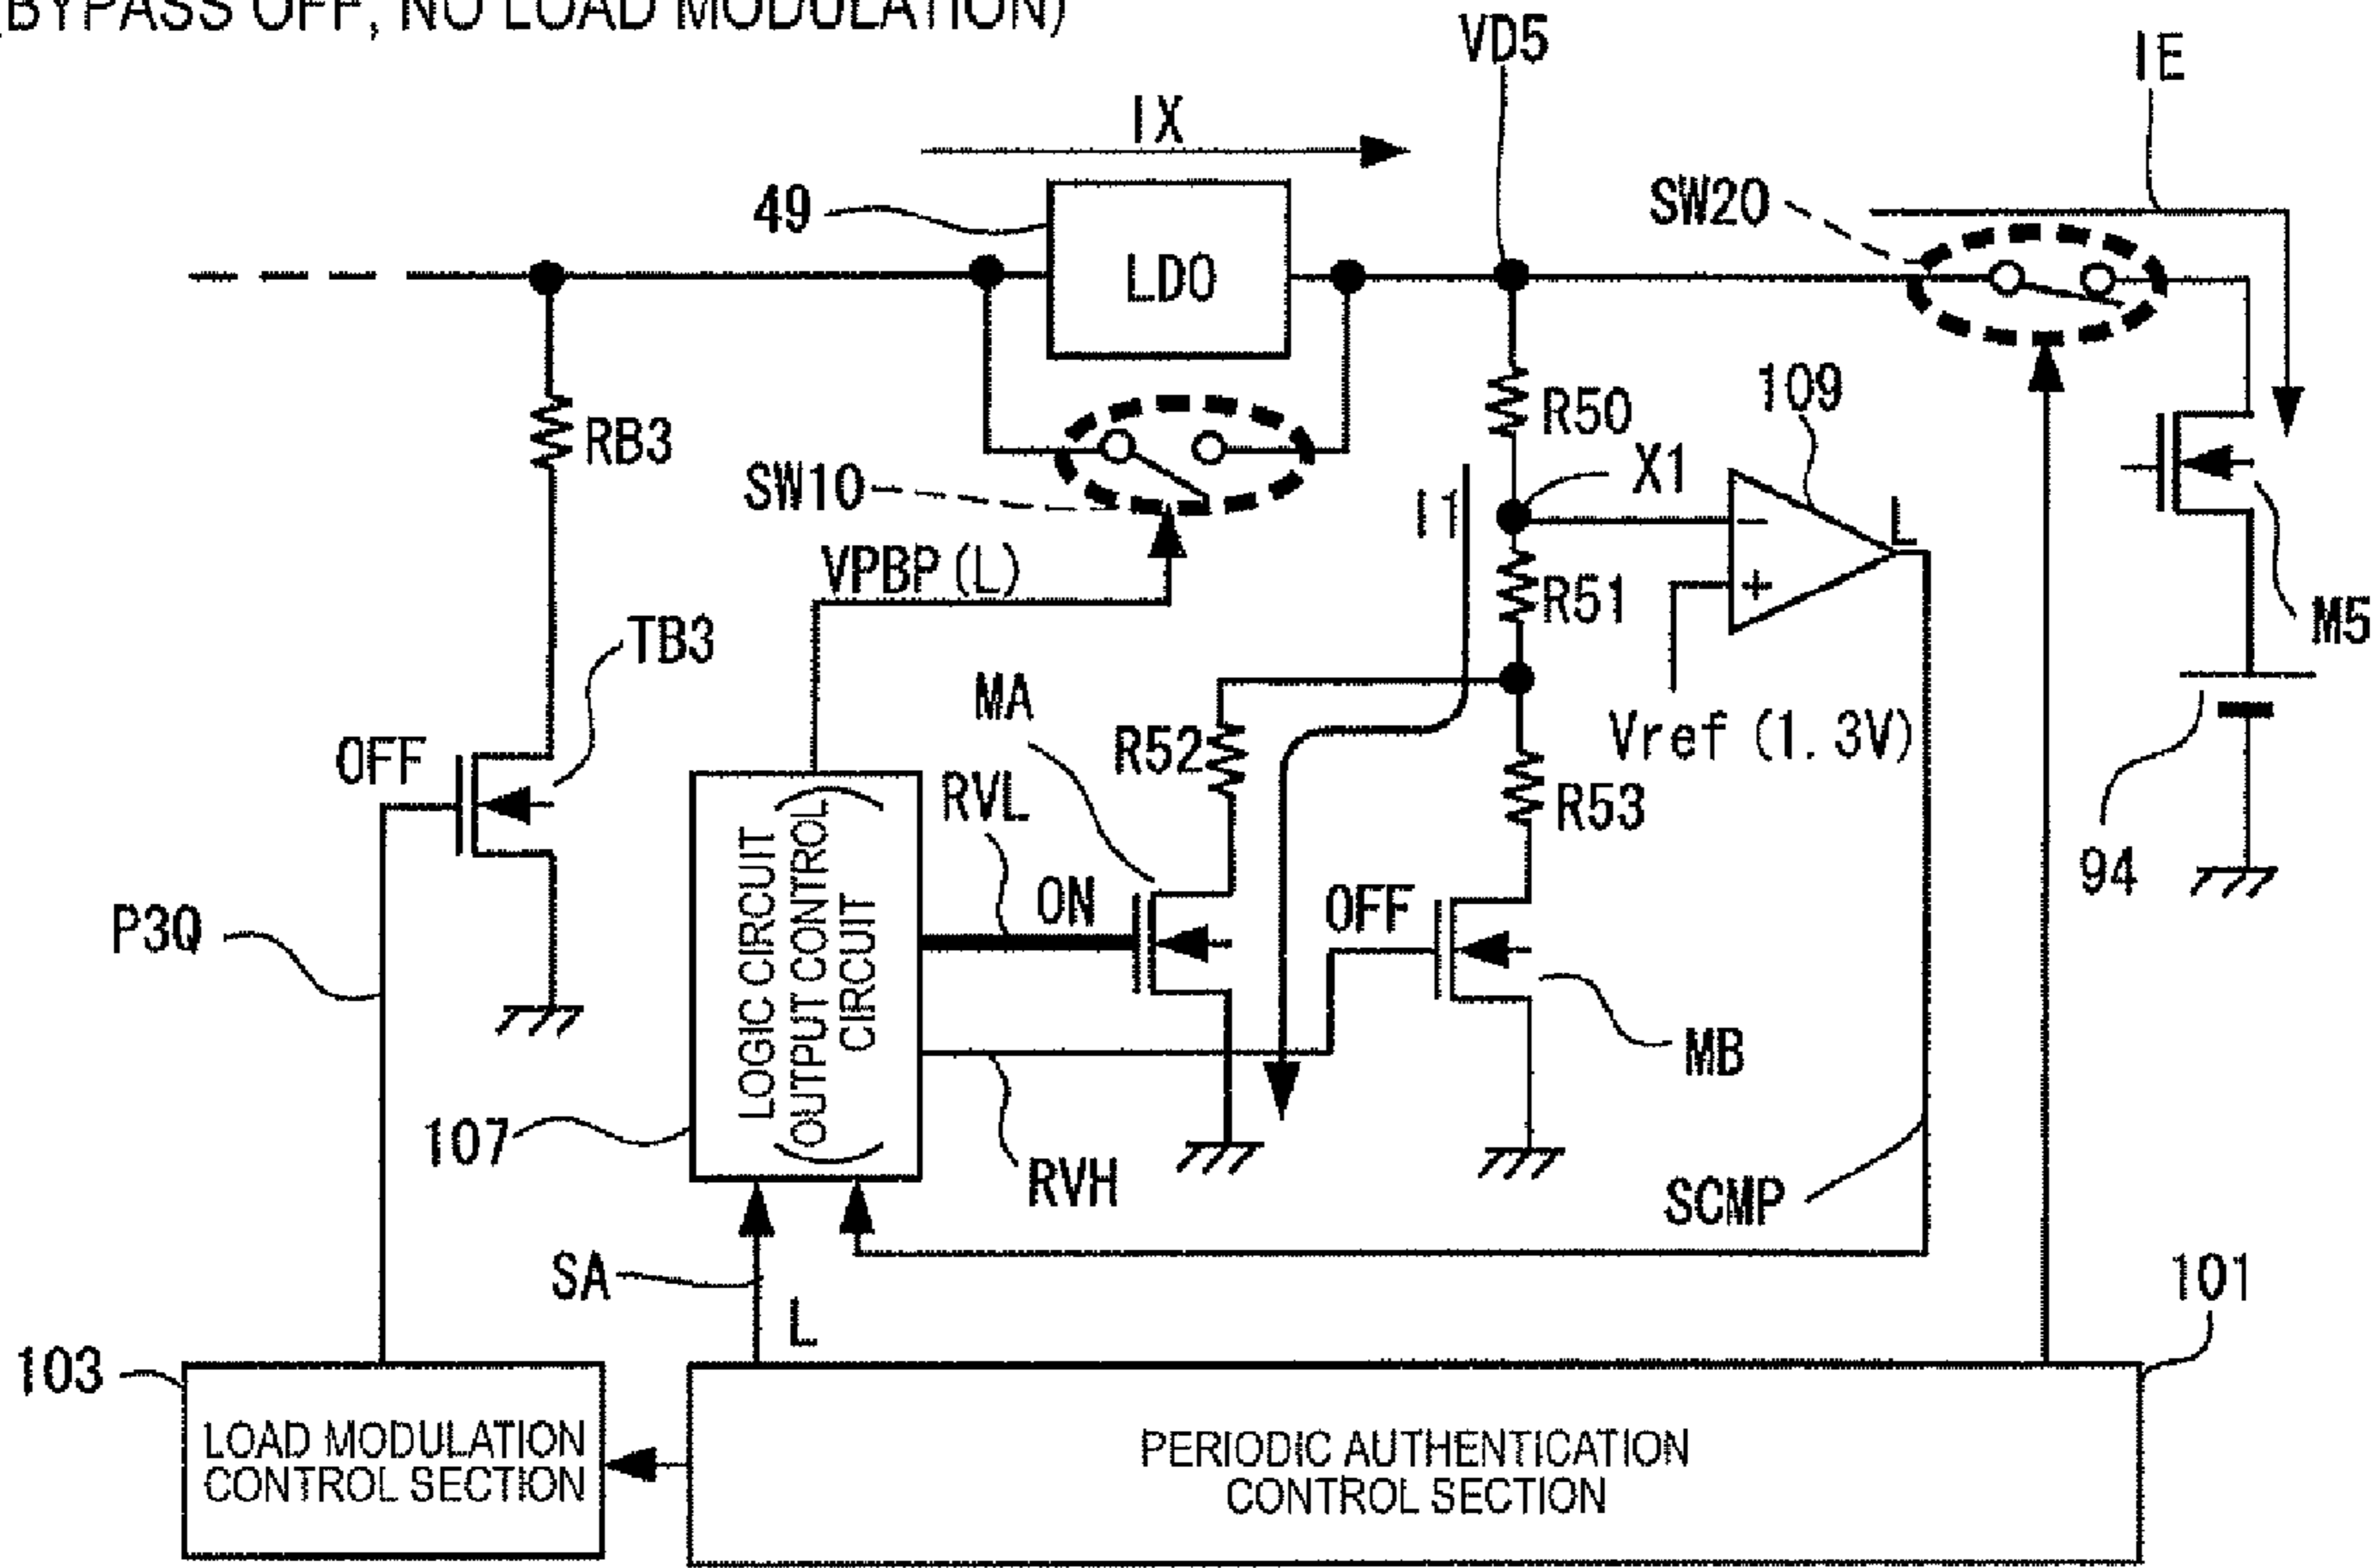 (BYPASS OFF, NO LOAD MODULATION)
VD5
IE
IX
49
SW20
LDO
109
R50
RB3
X1
SW10
I1
L
−
VPBP (L)
R51
+
M5
TB3
MA
R52
Vref (1.3V)
OFF
RVL
R53
94
LOGIC CIRCUIT
(OUTPUT CONTROL
CIRCUIT)
ON
OFF
P3Q
MB
107
RVH
SCMP
SA
L
101
103
LOAD MODULATION
CONTROL SECTION
PERIODIC AUTHENTICATION
CONTROL SECTION